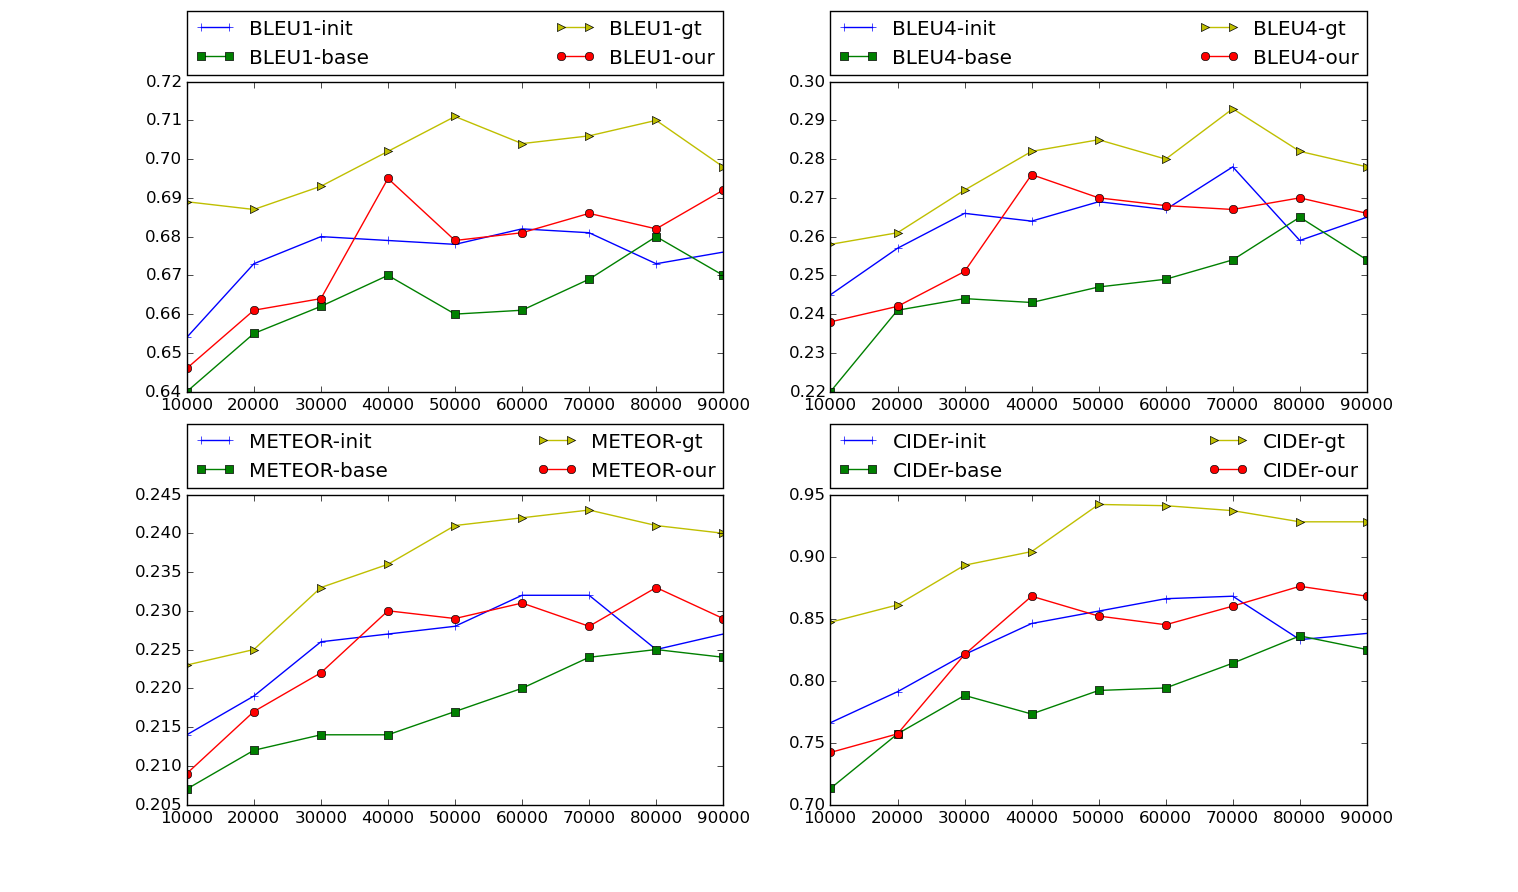 BLEU1-init BLEU1-gt
BLEU1-base BLEU1-our
0.72
0.71
0.70
0.69
0.68
0.67
0.66
0.65
0.64
10000 20000 30000 40000 50000 60000 70000 80000 90000
BLEU4-init BLEU4-gt
BLEU4-base BLEU4-our
0.30
0.29
0.28
0.27
0.26
0.25
0.24
0.23
0.22
10000 20000 30000 40000 50000 60000 70000 80000 90000
METEOR-init METEOR-gt
METEOR-base METEOR-our
0.245
0.240
0.235
0.230
0.225
0.220
0.215
0.210
0.205
10000 20000 30000 40000 50000 60000 70000 80000 90000
CIDEr-init CIDEr-gt
CIDEr-base CIDEr-our
0.95
0.90
0.85
0.80
0.75
0.70
10000 20000 30000 40000 50000 60000 70000 80000 90000